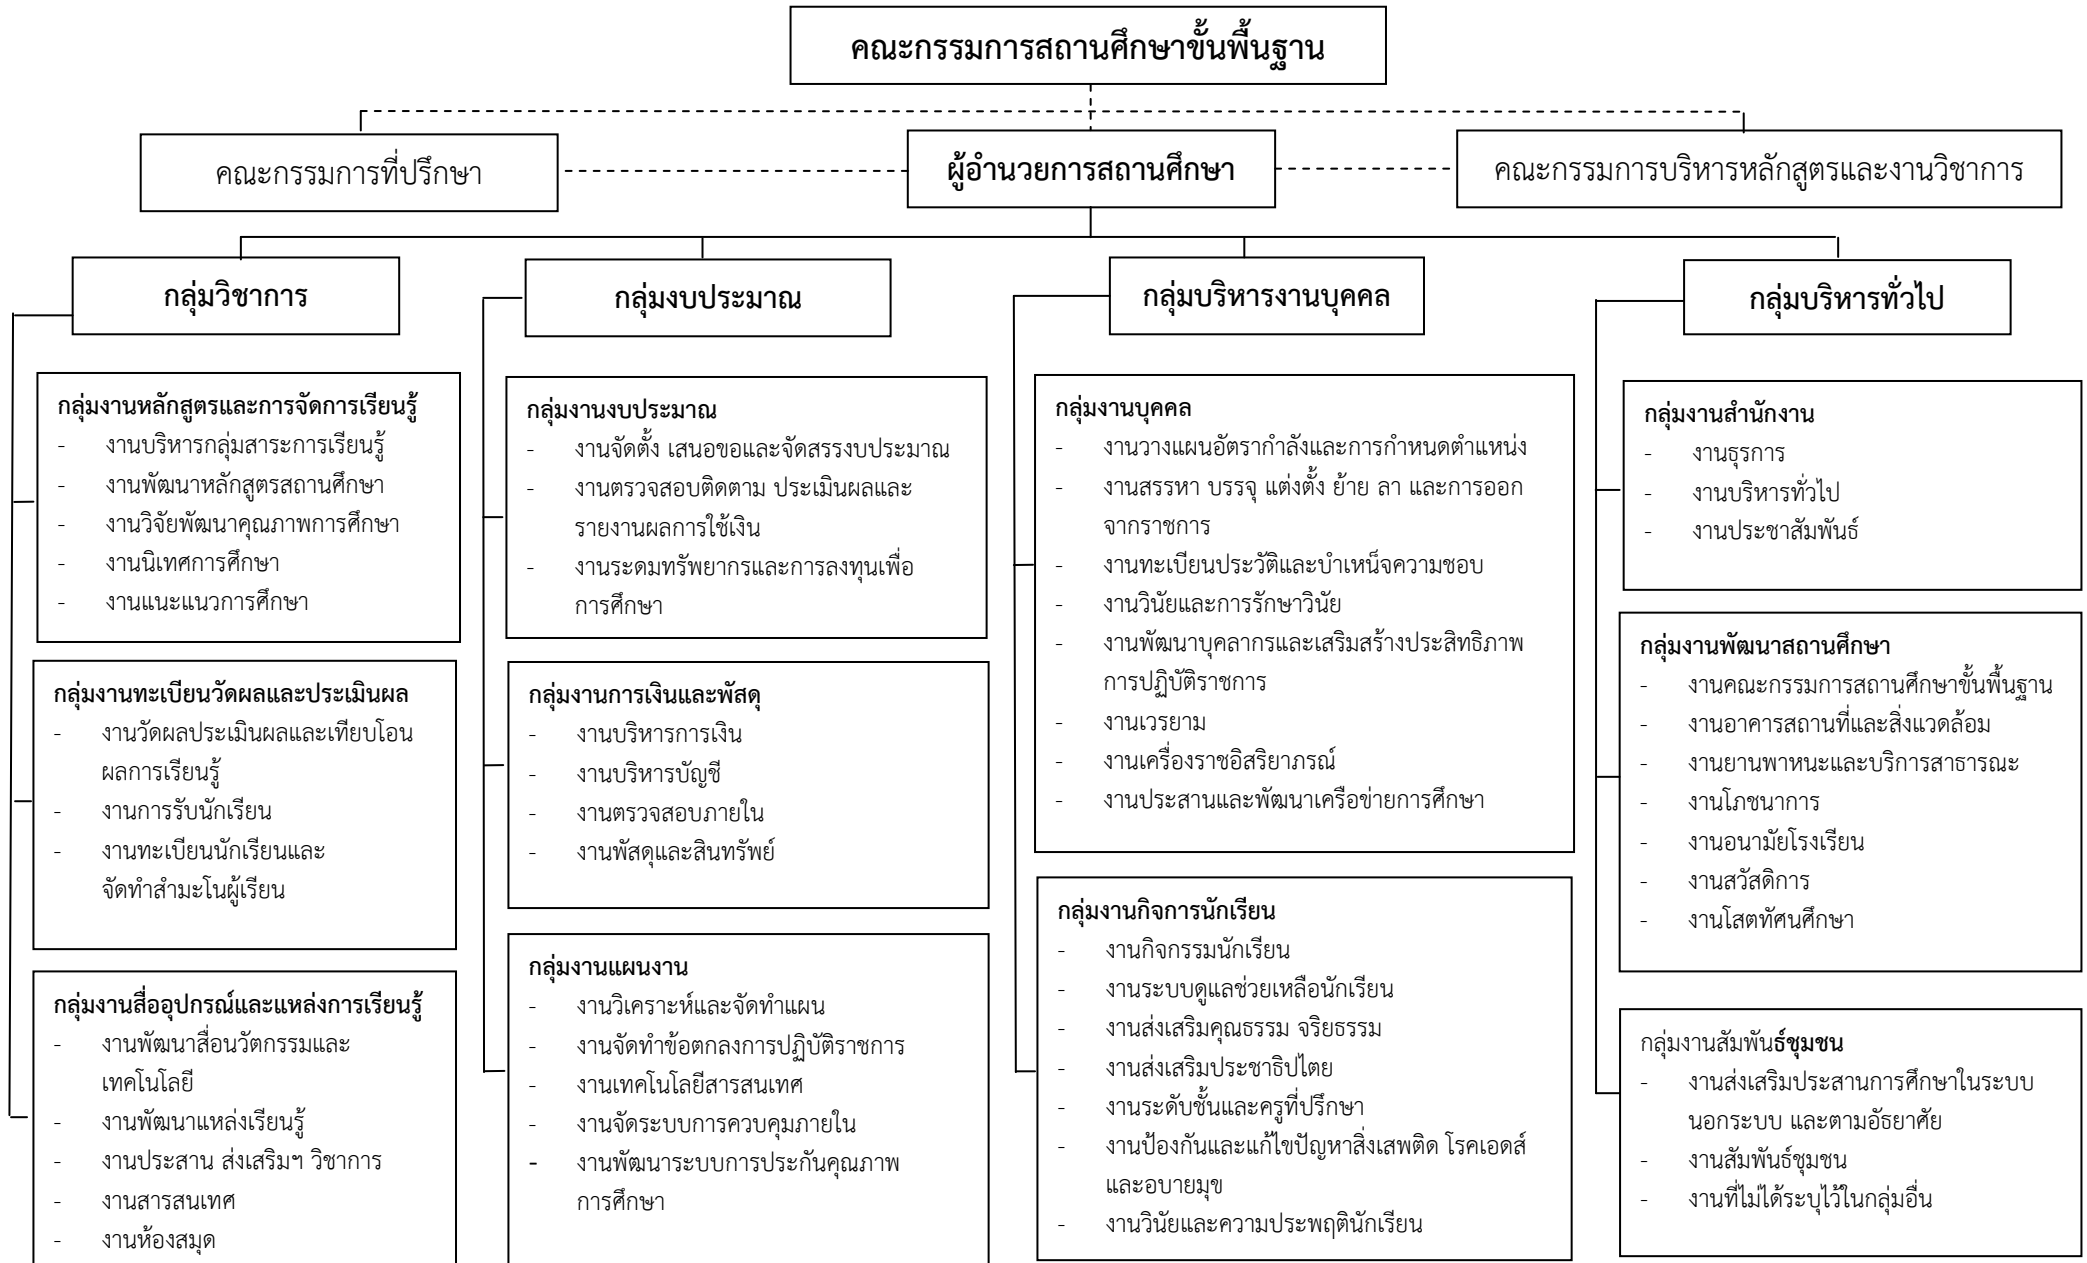 คณะกรรมการสถานศึกษาขั้นพื้นฐาน
คณะกรรมการที่ปรึกษา
ผู้อำนวยการสถานศึกษา
คณะกรรมการบริหารหลักสูตรและงานวิชาการ
กลุ่มวิชาการ
กลุ่มงานหลักสูตรและการจัดการเรียนรู้
- งานบริหารกลุ่มสาระการเรียนรู้
- งานพัฒนาหลักสูตรสถานศึกษา
- งานวิจัยพัฒนาคุณภาพการศึกษา
- งานนิเทศการศึกษา
- งานแนะแนวการศึกษา
กลุ่มงานทะเบียนวัดผลและประเมินผล
- งานวัดผลประเมินผลและเทียบโอน
ผลการเรียนรู้
- งานการรับนักเรียน
- งานทะเบียนนักเรียนและ
จัดทำสำมะโนผู้เรียน
กลุ่มงานสื่ออุปกรณ์และแหล่งการเรียนรู้
- งานพัฒนาสื่อนวัตกรรมและ
เทคโนโลยี
- งานพัฒนาแหล่งเรียนรู้
- งานประสาน ส่งเสริมฯ วิชาการ
- งานสารสนเทศ
- งานห้องสมุด
กลุ่มงบประมาณ
กลุ่มงานงบประมาณ
- งานจัดตั้ง เสนอขอและจัดสรรงบประมาณ
- งานตรวจสอบติดตาม ประเมินผลและ
รายงานผลการใช้เงิน
- งานระดมทรัพยากรและการลงทุนเพื่อ
การศึกษา
กลุ่มงานการเงินและพัสดุ
- งานบริหารการเงิน
- งานบริหารบัญชี
- งานตรวจสอบภายใน
- งานพัสดุและสินทรัพย์
กลุ่มงานแผนงาน
- งานวิเคราะห์และจัดทำแผน
- งานจัดทำข้อตกลงการปฏิบัติราชการ
- งานเทคโนโลยีสารสนเทศ
- งานจัดระบบการควบคุมภายใน
- งานพัฒนาระบบการประกันคุณภาพ
การศึกษา
กลุ่มบริหารงานบุคคล
กลุ่มงานบุคคล
- งานวางแผนอัตรากำลังและการกำหนดตำแหน่ง
- งานสรรหา บรรจุ แต่งตั้ง ย้าย ลา และการออก
จากราชการ
- งานทะเบียนประวัติและบำเหน็จความชอบ
- งานวินัยและการรักษาวินัย
- งานพัฒนาบุคลากรและเสริมสร้างประสิทธิภาพ
การปฏิบัติราชการ
- งานเวรยาม
- งานเครื่องราชอิสริยาภรณ์
- งานประสานและพัฒนาเครือข่ายการศึกษา
กลุ่มงานกิจการนักเรียน
- งานกิจกรรมนักเรียน
- งานระบบดูแลช่วยเหลือนักเรียน
- งานส่งเสริมคุณธรรม จริยธรรม
- งานส่งเสริมประชาธิปไตย
- งานระดับชั้นและครูที่ปรึกษา
- งานป้องกันและแก้ไขปัญหาสิ่งเสพติด โรคเอดส์
และอบายมุข
- งานวินัยและความประพฤตินักเรียน
กลุ่มบริหารทั่วไป
กลุ่มงานสำนักงาน
- งานธุรการ
- งานบริหารทั่วไป
- งานประชาสัมพันธ์
กลุ่มงานพัฒนาสถานศึกษา
- งานคณะกรรมการสถานศึกษาขั้นพื้นฐาน
- งานอาคารสถานที่และสิ่งแวดล้อม
- งานยานพาหนะและบริการสาธารณะ
- งานโภชนาการ
- งานอนามัยโรงเรียน
- งานสวัสดิการ
- งานโสตทัศนศึกษา
กลุ่มงานสัมพันธ์ชุมชน
- งานส่งเสริมประสานการศึกษาในระบบ
นอกระบบ และตามอัธยาศัย
- งานสัมพันธ์ชุมชน
- งานที่ไม่ได้ระบุไว้ในกลุ่มอื่น